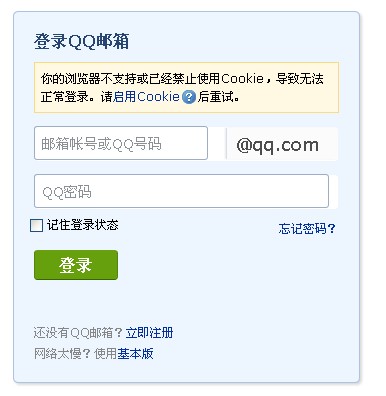 登录QQ邮箱
你的浏览器不支持或已经禁止使用Cookie，导致无法
正常登录。请启用Cookie?后重试。
邮箱帐号或QQ号码 @qq.com
QQ密码
记住登录状态 忘记密码？
登录
还没有QQ邮箱？立即注册
网络太慢？使用基本版